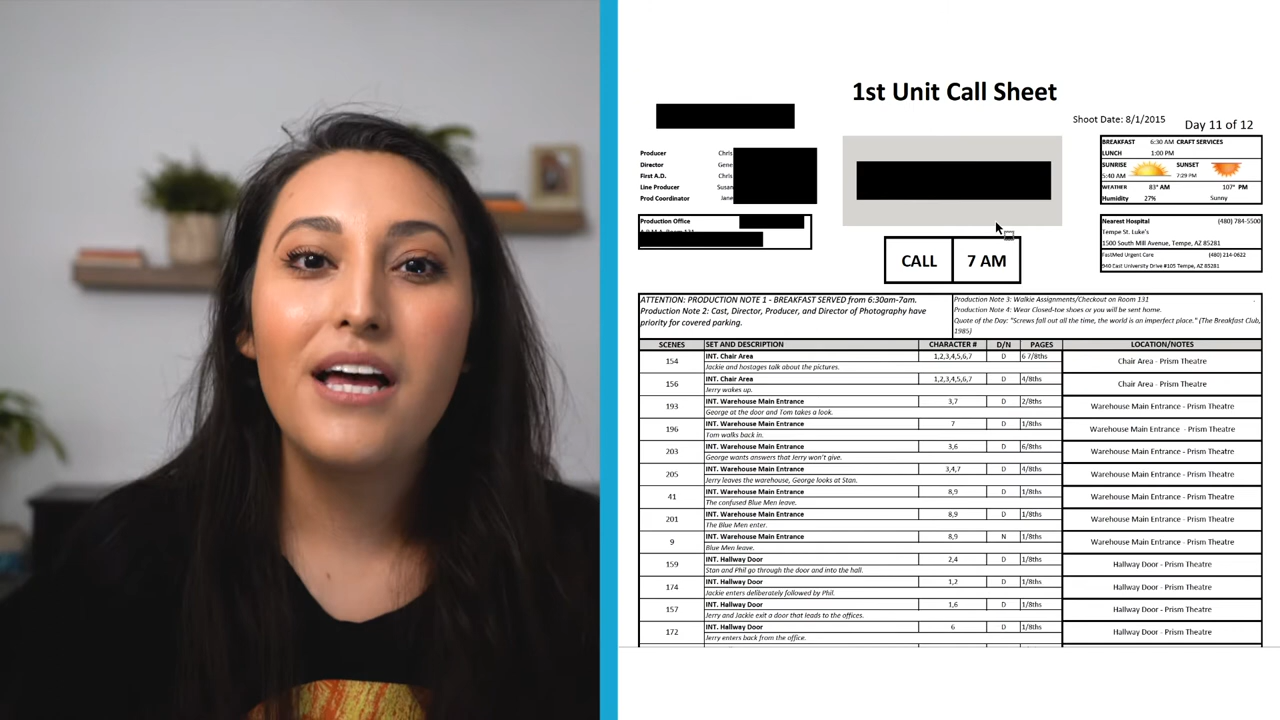 1st Unit Call Sheet
Shoot Date: 8/1/2015
Day 11 of 12
Producer Chris
Director Gene
First A.D. Chris
Line Producer Susan
Prod Coordinator Jane
Production Office
CALL 7 AM
BREAKFAST 6:30 AM CRAFT SERVICES
LUNCH 1:00 PM
SUNRISE SUNSET
5:40 AM 7:29 PM
WEATHER 83° AM 107° PM
Humidity 27% Sunny
Nearest Hospital (480) 784-5500
Tempe St. Luke's
1500 South Mill Avenue, Tempe, AZ 85281
FastMed Urgent Care (480) 214-0622
940 East University Drive #105 Tempe, AZ 85281
ATTENTION: PRODUCTION NOTE 1 - BREAKFAST SERVED from 6:30am-7am.
Production Note 2: Cast, Director, Producer, and Director of Photography have
priority for covered parking.
Production Note 3: Walkie Assignments/Checkout on Room 131
Production Note 4: Wear Closed-toe shoes or you will be sent home.
Quote of the Day: "Screws fall out all the time, the world is an imperfect place." (The Breakfast Club,
1985)
SCENES SET AND DESCRIPTION CHARACTER # D/N PAGES LOCATION/NOTES
154 INT. Chair Area 1,2,3,4,5,6,7 D 6 7/8ths Chair Area - Prism Theatre
Jackie and hostages talk about the pictures.
156 INT. Chair Area 1,2,3,4,5,6,7 D 4/8ths Chair Area - Prism Theatre
Jerry wakes up.
193 INT. Warehouse Main Entrance 3,7 D 2/8ths Warehouse Main Entrance - Prism Theatre
George at the door and Tom takes a look.
196 INT. Warehouse Main Entrance 7 D 1/8ths Warehouse Main Entrance - Prism Theatre
Tom walks back in.
203 INT. Warehouse Main Entrance 3,6 D 6/8ths Warehouse Main Entrance - Prism Theatre
George wants answers that Jerry won't give.
205 INT. Warehouse Main Entrance 3,4,7 D 4/8ths Warehouse Main Entrance - Prism Theatre
Jerry leaves the warehouse, George looks at Stan.
41 INT. Warehouse Main Entrance 8,9 D 1/8ths Warehouse Main Entrance - Prism Theatre
The confused Blue Men leave.
201 INT. Warehouse Main Entrance 8,9 D 1/8ths Warehouse Main Entrance - Prism Theatre
The Blue Men enter.
9 INT. Warehouse Main Entrance 8,9 N 1/8ths Warehouse Main Entrance - Prism Theatre
Blue Men leave.
159 INT. Hallway Door 2,4 D 1/8ths Hallway Door - Prism Theatre
Stan and Phil go through the door and into the hall.
174 INT. Hallway Door 1,2 D 1/8ths Hallway Door - Prism Theatre
Jackie enters deliberately followed by Phil.
157 INT. Hallway Door 1,6 D 1/8ths Hallway Door - Prism Theatre
Jerry and Jackie exit a door that leads to the offices.
172 INT. Hallway Door 6 D 1/8ths Hallway Door - Prism Theatre
Jerry enters back from the office.